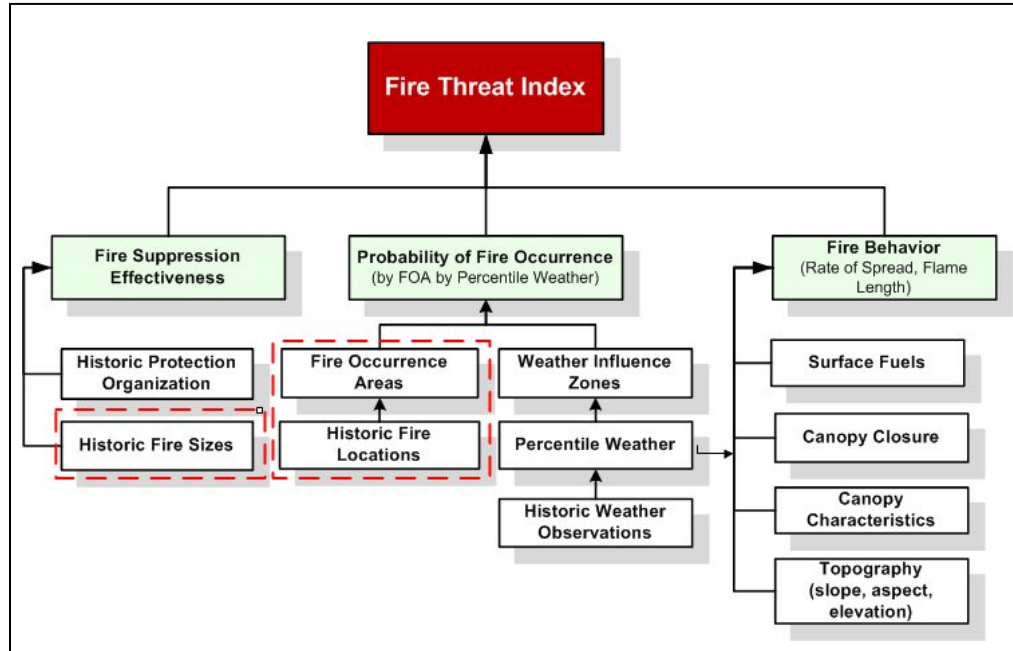 Fire Threat Index
Fire Suppression
Effectiveness
Probability of Fire Occurrence
(by FOA by Percentile Weather)
Fire Behavior
(Rate of Spread, Flame
Length)
Historic Protection
Organization
Historic Fire Sizes
Fire Occurrence
Areas
Historic Fire
Locations
Weather Influence
Zones
Percentile Weather
Historic Weather
Observations
Surface Fuels
Canopy Closure
Canopy
Characteristics
Topography
(slope, aspect,
elevation)